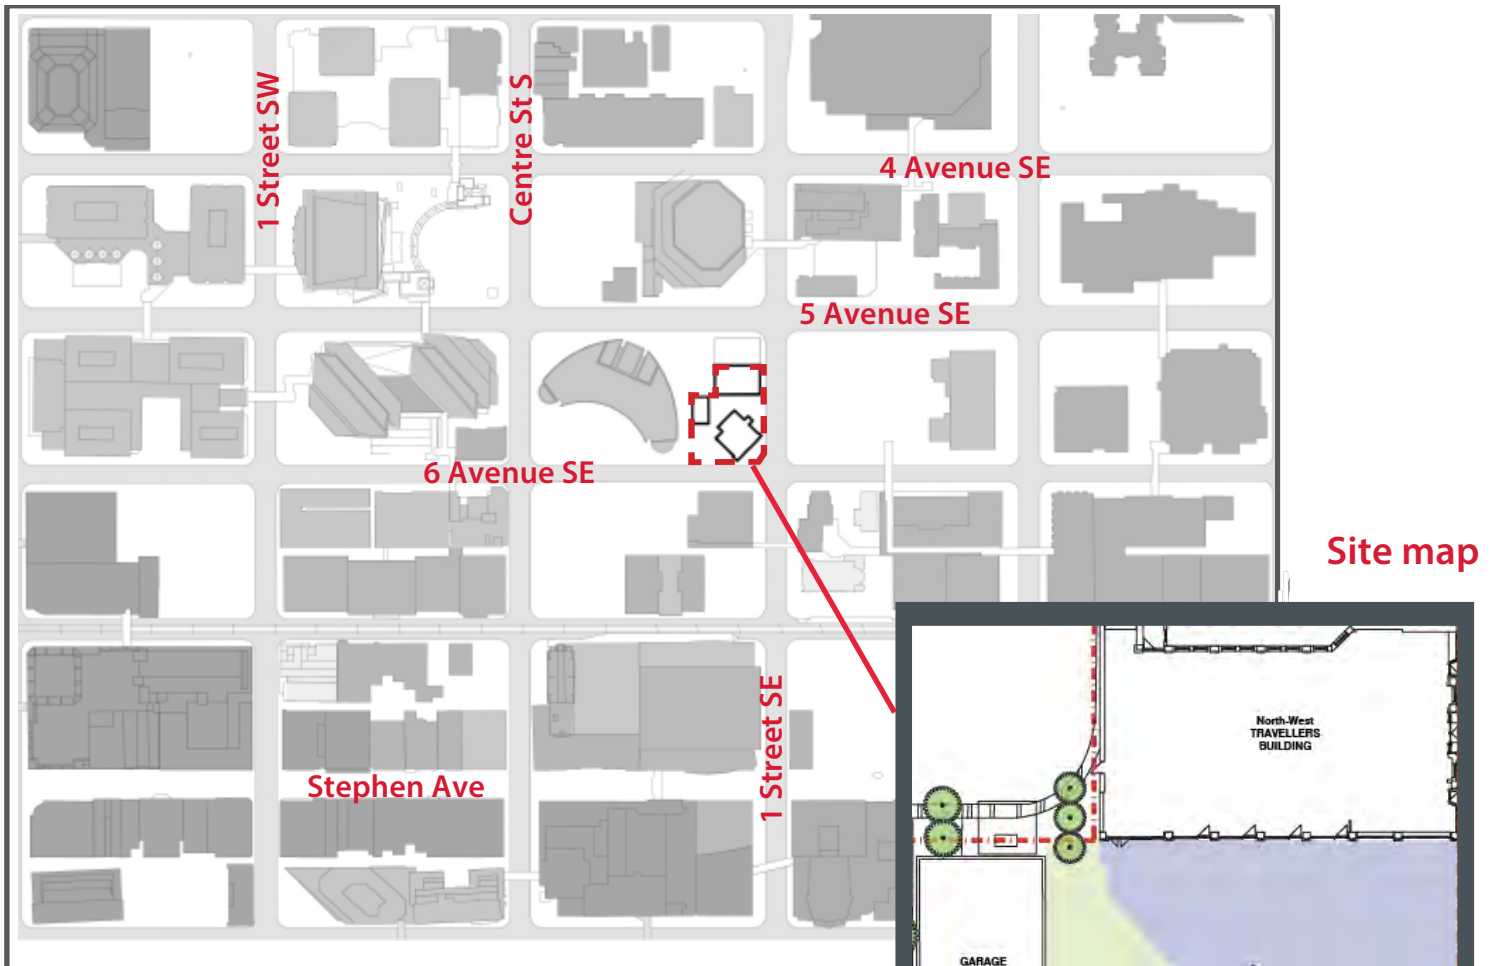 1 Street SW
Centre St S
4 Avenue SE
5 Avenue SE
6 Avenue SE
Site map
1 Street SE
Stephen Ave
North-West
TRAVELLERS
BUILDING
GARAGE